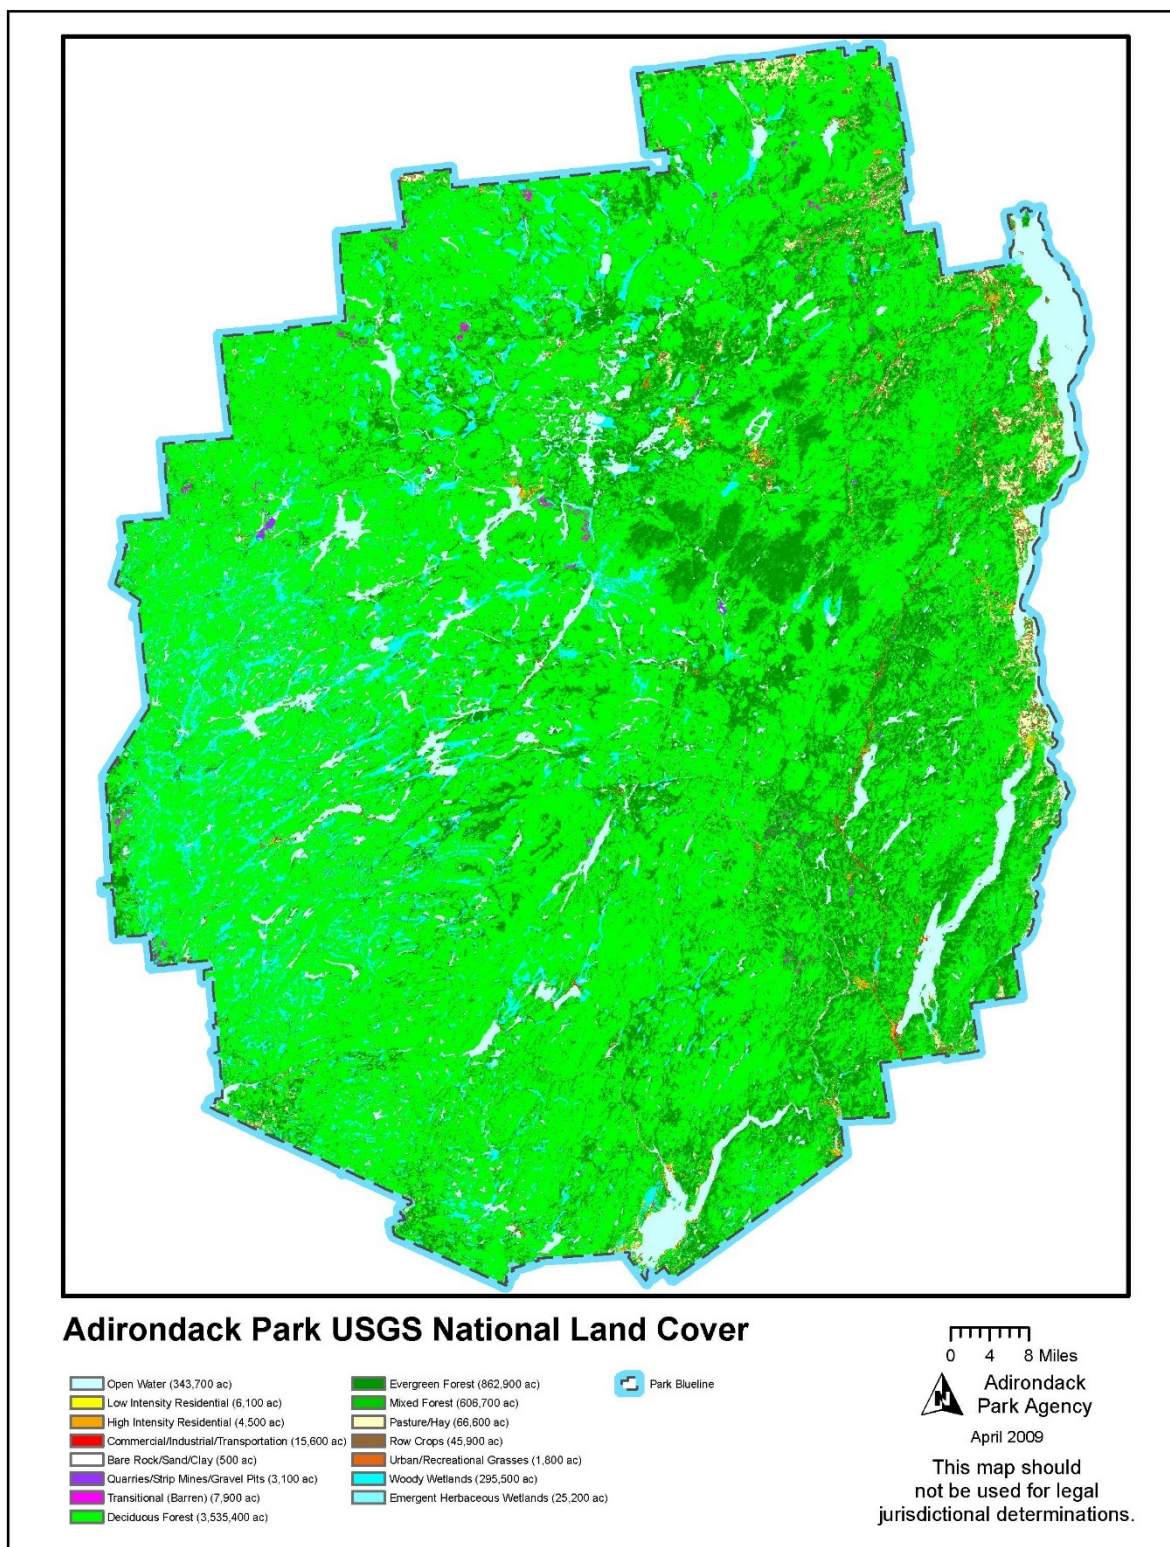 Adirondack Park USGS National Land Cover
Open Water (343,700 ac)
Low Intensity Residential (6,100 ac)
High Intensity Residential (4,500 ac)
Commercial/Industrial/Transportation (15,600 ac)
Bare Rock/Sand/Clay (500 ac)
Quarries/Strip Mines/Gravel Pits (3,100 ac)
Transitional (Barren) (7,900 ac)
Deciduous Forest (3,535,400 ac)
Evergreen Forest (862,900 ac)
Mixed Forest (606,700 ac)
Pasture/Hay (66,600 ac)
Row Crops (45,900 ac)
Urban/Recreational Grasses (1,800 ac)
Woody Wetlands (295,500 ac)
Emergent Herbaceous Wetlands (25,200 ac)
Park Blueline
0 4 8 Miles
N
Adirondack
Park Agency
April 2009
This map should
not be used for legal
jurisdictional determinations.